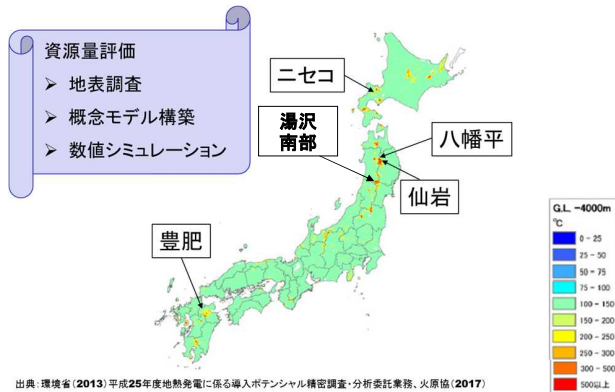 資源量評価
➢ 地表調査
➢ 概念モデル構築
➢ 数値シミュレーション
ニセコ
湯沢
南部
八幡平
仙岩
豊肥
G.L. -4000m
℃
0 - 25
25 - 50
50 - 75
75 - 100
100 - 150
150 - 200
200 - 250
250 - 300
300 - 500
500以上
出典：環境省(2013)平成25年度地熱発電に係る導入ポテンシャル精密調査・分析委託業務、火原協(2017)